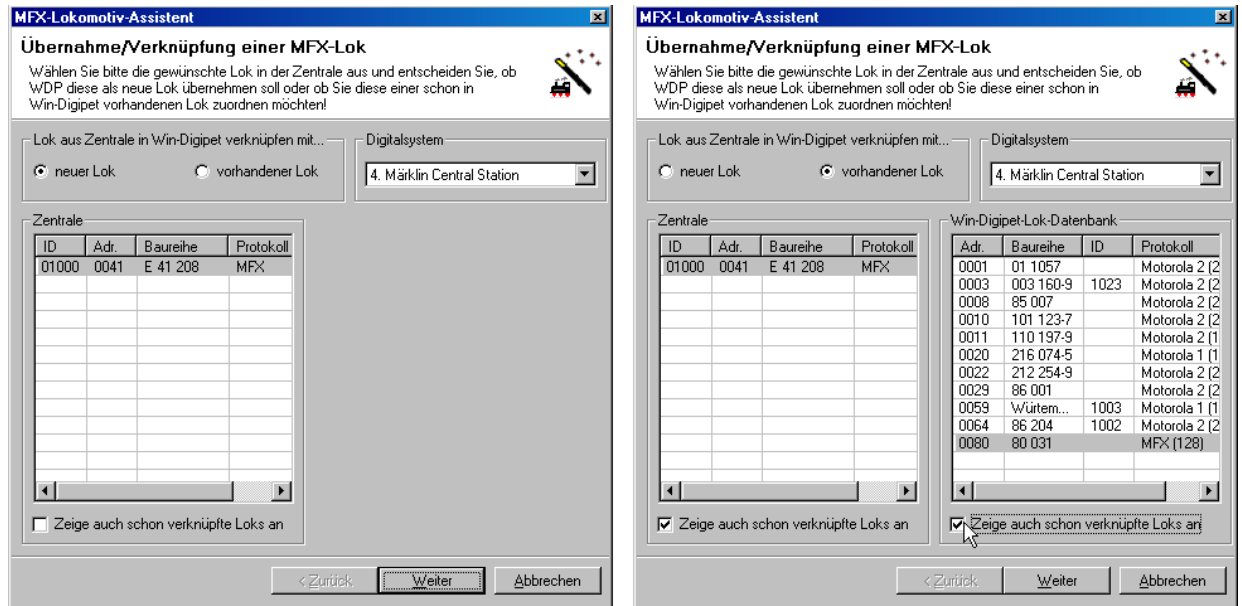 MFX-Lokomotiv-Assistent
Übernahme/Verknüpfung einer MFX-Lok
Wählen Sie bitte die gewünschte Lok in der Zentrale aus und entscheiden Sie, ob
WDP diese als neue Lok übernehmen soll oder ob Sie diese einer schon in
Win-Digipet vorhandenen Lok zuordnen möchten!
Lok aus Zentrale in Win-Digipet verknüpfen mit...
Digitalsystem
neuer Lok
vorhandener Lok
4. Märklin Central Station
Zentrale
ID Adr. Baureihe Protokoll
01000 0041 E 41 208 MFX
Zeige auch schon verknüpfte Loks an
< Zurück Weiter Abbrechen
MFX-Lokomotiv-Assistent
Übernahme/Verknüpfung einer MFX-Lok
Wählen Sie bitte die gewünschte Lok in der Zentrale aus und entscheiden Sie, ob
WDP diese als neue Lok übernehmen soll oder ob Sie diese einer schon in
Win-Digipet vorhandenen Lok zuordnen möchten!
Lok aus Zentrale in Win-Digipet verknüpfen mit...
Digitalsystem
neuer Lok
vorhandener Lok
4. Märklin Central Station
Zentrale
ID Adr. Baureihe Protokoll
01000 0041 E 41 208 MFX
Zeige auch schon verknüpfte Loks an
Win-Digipet-Lok-Datenbank
Adr. Baureihe ID Protokoll
0001 01 1057 Motorola 2 (2
0003 003 160-9 1023 Motorola 2 (2
0008 85 007 Motorola 2 (2
0010 101 123-7 Motorola 2 (2
0011 110 197-9 Motorola 2 (1
0020 216 074-5 Motorola 1 (1
0022 212 254-9 Motorola 2 (2
0029 86 001 Motorola 2 (2
0059 Würtem... 1003 Motorola 1 (1
0064 86 204 1002 Motorola 2 (2
0080 80 031 MFX (128)
Zeige auch schon verknüpfte Loks an
< Zurück Weiter Abbrechen